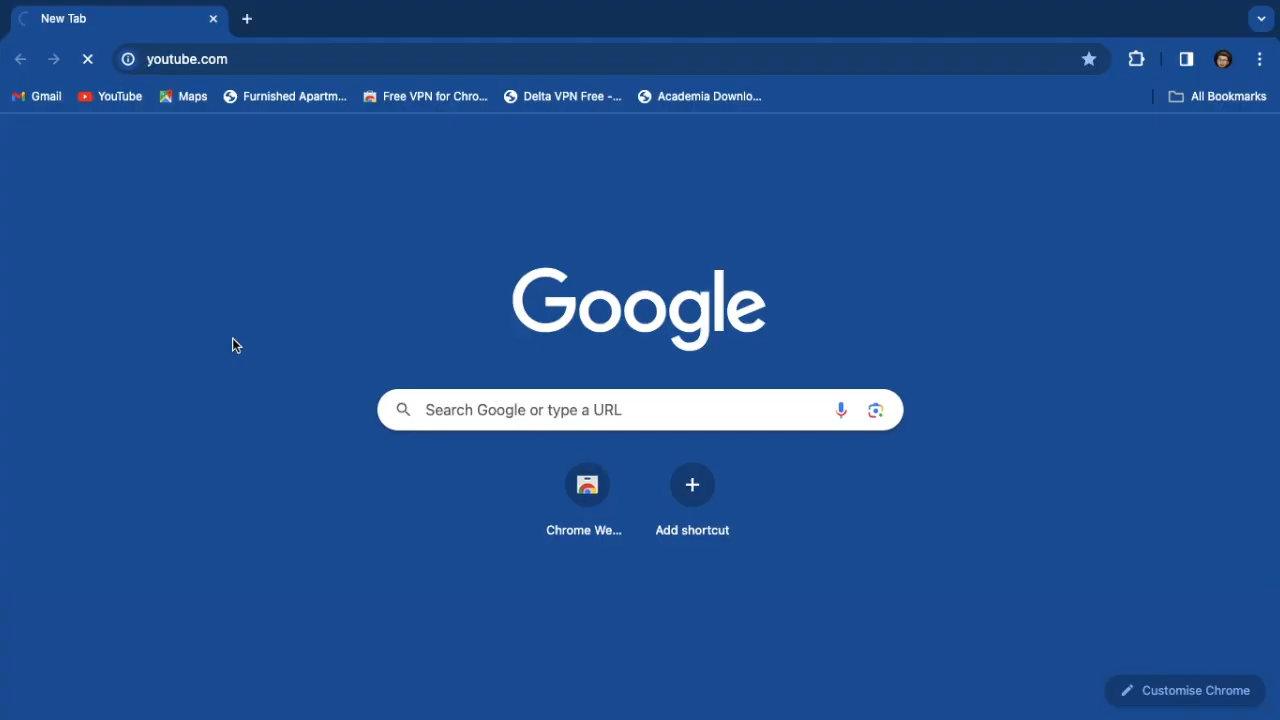 New Tab
youtube.com
Gmail YouTube Maps Furnished Apartm... Free VPN for Chro... Delta VPN Free -... Academia Downlo... All Bookmarks
Google
Search Google or type a URL
Chrome We... Add shortcut
Customise Chrome